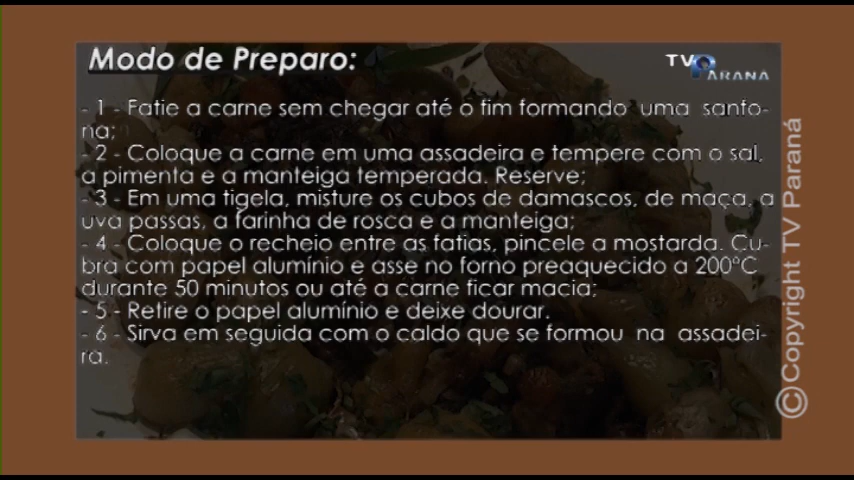 Modo de Preparo:
TV PARANÁ
- 1 - Fatie a carne sem chegar até o fim formando uma sanfo-
na;
- 2 - Coloque a carne em uma assadeira e tempere com o sal,
a pimenta e a manteiga temperada. Reserve;
- 3 - Em uma tigela, misture os cubos de damascos, de maça, a
uva passas, a farinha de rosca e a manteiga;
- 4 - Coloque o recheio entre as fatias, pincele a mostarda. Cu-
bra com papel alumínio e asse no forno preaquecido a 200ºC
durante 50 minutos ou até a carne ficar macia;
- 5 - Retire o papel alumínio e deixe dourar.
- 6 - Sirva em seguida com o caldo que se formou na assadei-
ra.
©Copyright TV Paraná